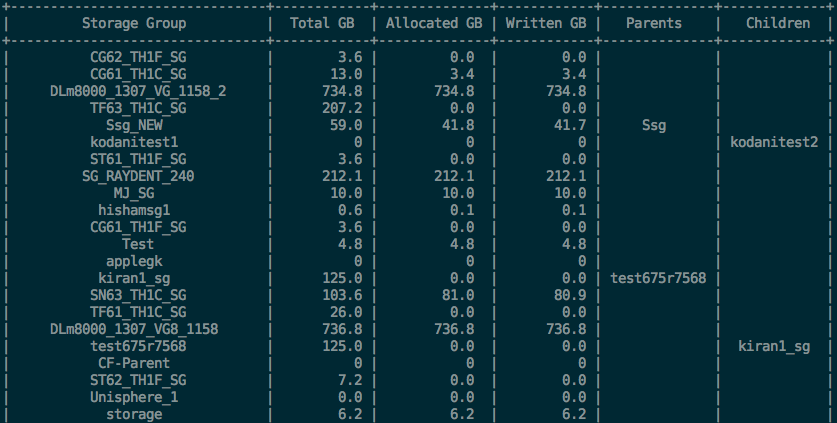 Storage Group | Total GB | Allocated GB | Written GB | Parents | Children
CG62_TH1F_SG | 3.6 | 0.0 | 0.0 | | |
CG61_TH1C_SG | 13.0 | 3.4 | 3.4 | | |
DLm8000_1307_VG_1158_2 | 734.8 | 734.8 | 734.8 | | |
TF63_TH1C_SG | 207.2 | 0.0 | 0.0 | | |
Ssg_NEW | 59.0 | 41.8 | 41.7 | Ssg | |
kodanitest1 | 0 | 0 | 0 | | kodanitest2 |
ST61_TH1F_SG | 3.6 | 0.0 | 0.0 | | |
SG_RAYDENT_240 | 212.1 | 212.1 | 212.1 | | |
MJ_SG | 10.0 | 10.0 | 10.0 | | |
hishamsg1 | 0.6 | 0.1 | 0.1 | | |
CG61_TH1F_SG | 3.6 | 0.0 | 0.0 | | |
Test | 4.8 | 4.8 | 4.8 | | |
applegk | 0 | 0 | 0 | | |
kiran1_sg | 125.0 | 0.0 | 0.0 | test675r7568 | |
SN63_TH1C_SG | 103.6 | 81.0 | 80.9 | | |
TF61_TH1C_SG | 26.0 | 0.0 | 0.0 | | |
DLm8000_1307_VG8_1158 | 736.8 | 736.8 | 736.8 | | |
test675r7568 | 125.0 | 0.0 | 0.0 | | kiran1_sg |
CF-Parent | 0 | 0 | 0 | | |
ST62_TH1F_SG | 7.2 | 0.0 | 0.0 | | |
Unisphere_1 | 0.0 | 0.0 | 0.0 | | |
storage | 6.2 | 6.2 | 6.2 | | |